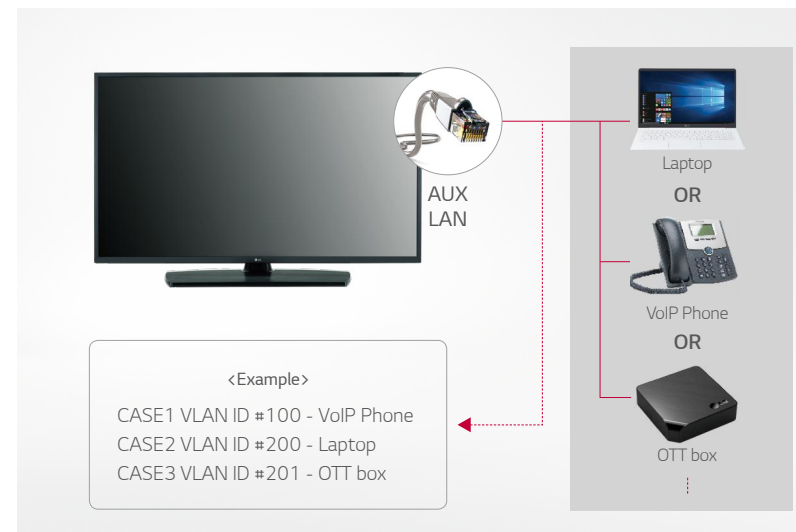 AUX
LAN
Laptop
OR
VoIP Phone
OR
OTT box
<Example>
CASE1 VLAN ID #100 - VoIP Phone
CASE2 VLAN ID #200 - Laptop
CASE3 VLAN ID #201 - OTT box